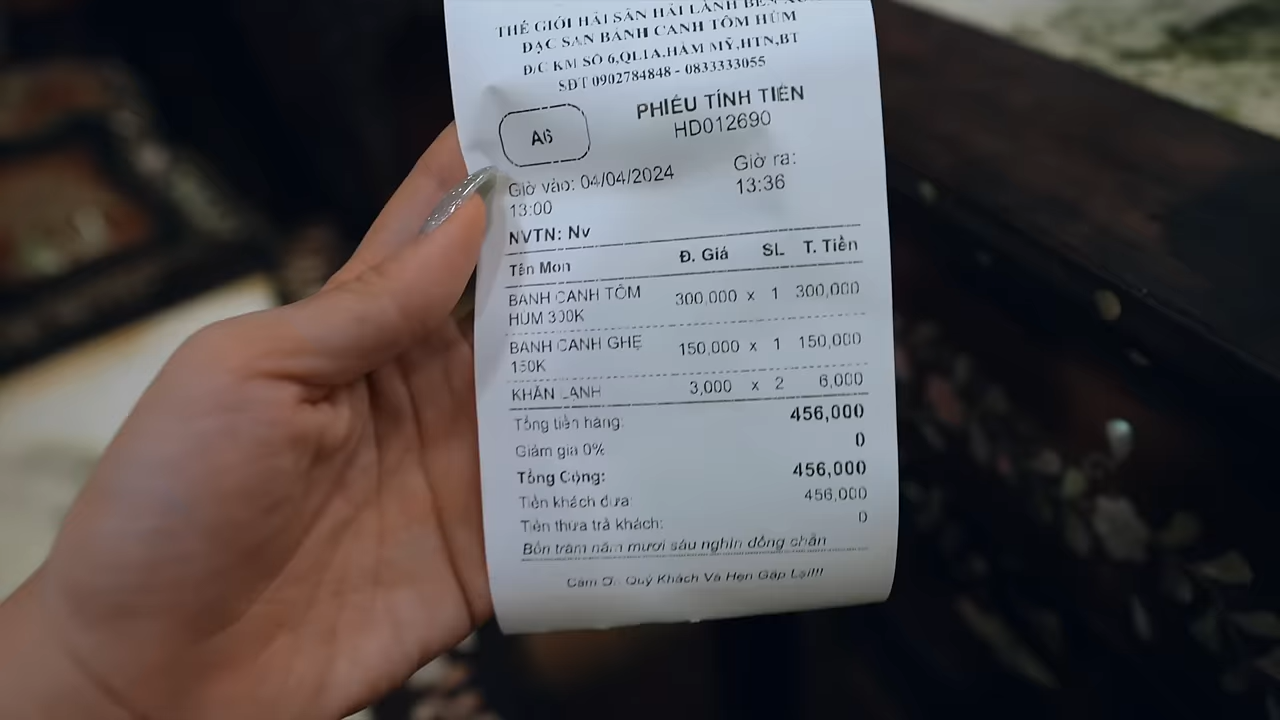 THẾ GIỚI HẢI SẢN HẢI LÀNH BẾN
ĐẶC SẢN BÁNH CANH TÔM HÙM
Đ/C KM SỐ 6,QL1A,HÀM MỸ,HTN,BT
SĐT 0902784848 - 0833333055
A6
PHIẾU TÍNH TIỀN
HD012690
Giờ vào: 04/04/2024
13:00
Giờ ra:
13:36
NVTN: Nv
Tên Mon Đ. Giá SL T. Tiền
BANH CANH TÔM 300,000 x 1 300,000
HÙM 300K
BANH CANH GHẸ 150,000 x 1 150,000
150K
KHĂN LẠNH 3,000 x 2 6,000
Tổng tiền hàng: 456,000
Giảm giá 0% 0
Tổng Cộng: 456,000
Tiền khách đưa: 456,000
Tiền thừa trả khách: 0
Bốn trăm năm mươi sáu nghìn đồng chẵn
Cám Ơn Quý Khách Và Hẹn Gặp Lại!!!